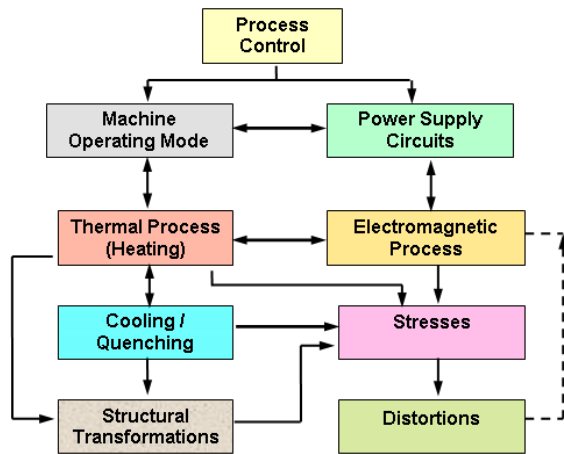 Process
Control
Machine
Operating Mode
Power Supply
Circuits
Thermal Process
(Heating)
Electromagnetic
Process
Cooling /
Quenching
Stresses
Structural
Transformations
Distortions